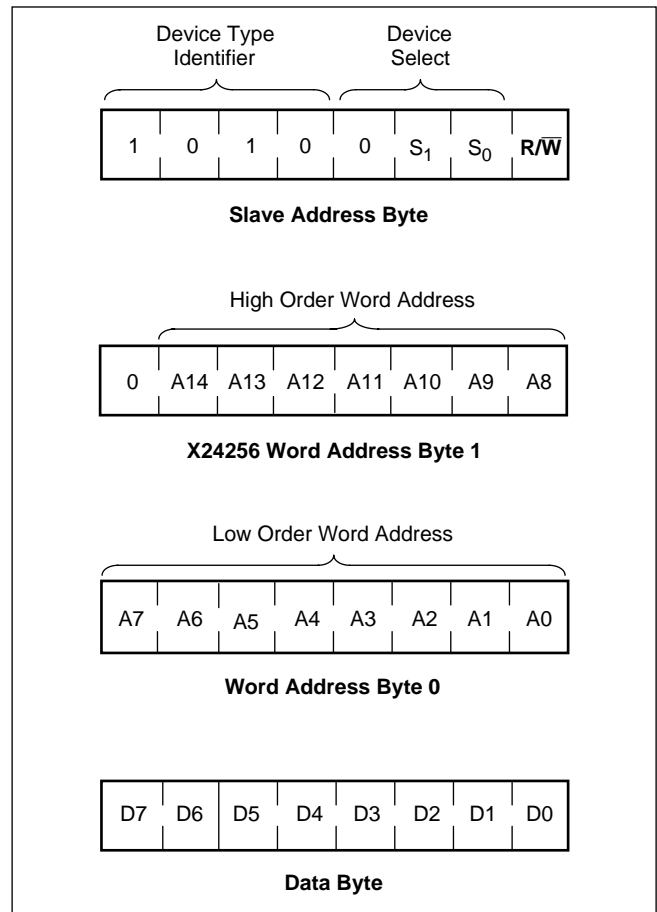 Device Type
Identifier
Device
Select
1 0 1 0 0 S1 S0 R/W̅
Slave Address Byte
High Order Word Address
0 A14 A13 A12 A11 A10 A9 A8
X24256 Word Address Byte 1
Low Order Word Address
A7 A6 A5 A4 A3 A2 A1 A0
Word Address Byte 0
D7 D6 D5 D4 D3 D2 D1 D0
Data Byte